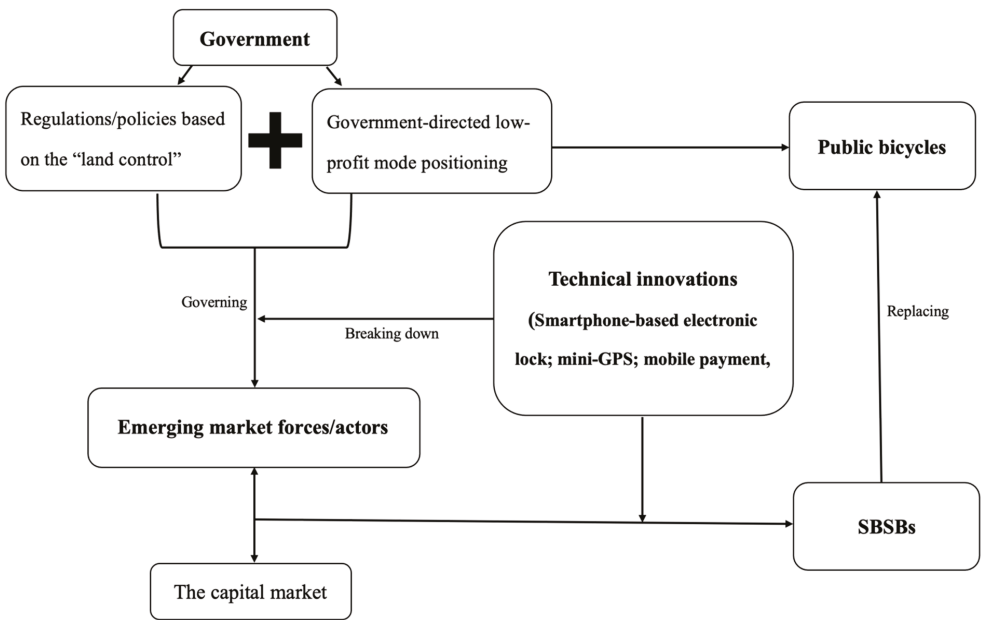 Government
Regulations/policies based
on the “land control”
Government-directed low-
profit mode positioning
Public bicycles
Technical innovations
(Smartphone-based electronic
lock; mini-GPS; mobile payment,
Governing
Breaking down
Replacing
Emerging market forces/actors
SBSBs
The capital market